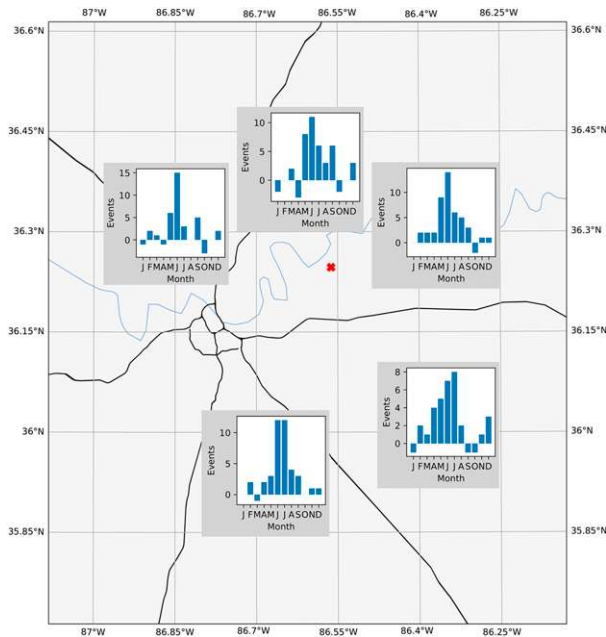 87°W 86.85°W 86.7°W 86.55°W 86.4°W 86.25°W
36.6°N 36.6°N
36.45°N 36.45°N
Events
10
5
0
J FMAMJ J ASOND
Month
Events
15
10
5
0
J FMAMJ J ASOND
Month
Events
10
5
0
J FMAMJ J ASOND
Month
36.3°N 36.3°N
36.15°N 36.15°N
Events
8
6
4
2
0
J FMAMJ J ASOND
Month
36°N 36°N
Events
10
5
0
J FMAMJ J ASOND
Month
35.85°N 35.85°N
87°W 86.85°W 86.7°W 86.55°W 86.4°W 86.25°W